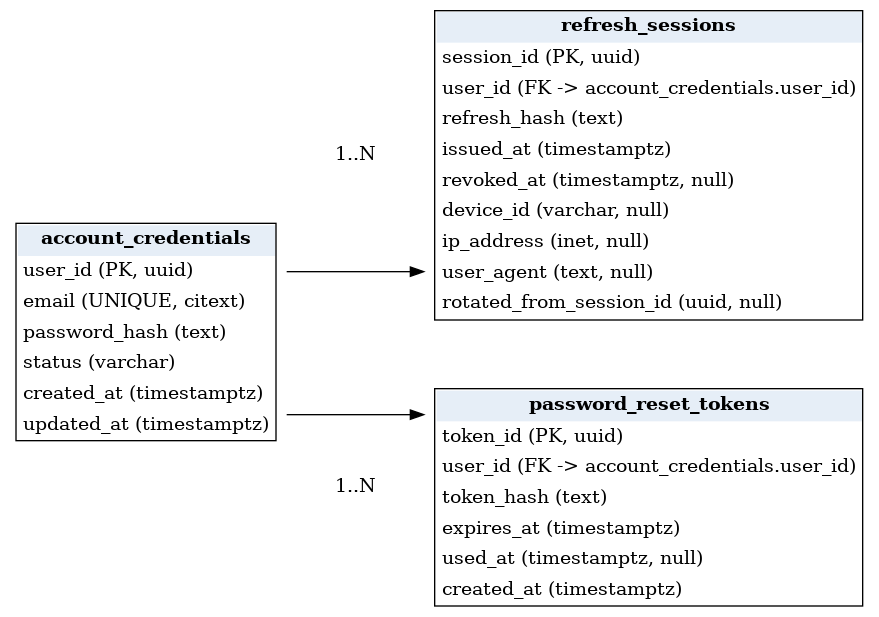 account_credentials
user_id (PK, uuid)
email (UNIQUE, citext)
password_hash (text)
status (varchar)
created_at (timestamptz)
updated_at (timestamptz)
1..N
refresh_sessions
session_id (PK, uuid)
user_id (FK -> account_credentials.user_id)
refresh_hash (text)
issued_at (timestamptz)
revoked_at (timestamptz, null)
device_id (varchar, null)
ip_address (inet, null)
user_agent (text, null)
rotated_from_session_id (uuid, null)
1..N
password_reset_tokens
token_id (PK, uuid)
user_id (FK -> account_credentials.user_id)
token_hash (text)
expires_at (timestamptz)
used_at (timestamptz, null)
created_at (timestamptz)